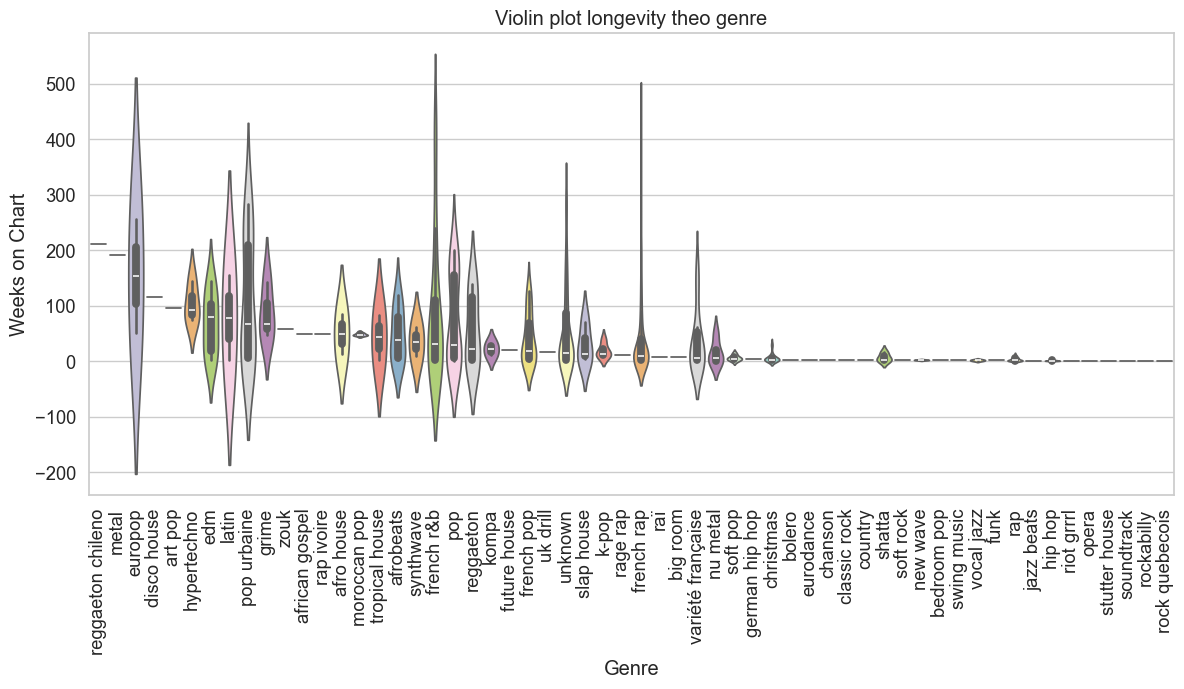 Violin plot longevity theo genre
Weeks on Chart
500
400
300
200
100
0
−100
−200
reggaeton chileno
metal
europop
disco house
art pop
hypertechno
edm
latin
pop urbaine
grime
zouk
african gospel
rap ivoire
afro house
moroccan pop
tropical house
afrobeats
synthwave
french r&b
pop
reggaeton
kompa
future house
french pop
uk drill
unknown
slap house
k-pop
rage rap
french rap
raï
big room
variété française
nu metal
soft pop
german hip hop
christmas
bolero
eurodance
chanson
classic rock
country
shatta
soft rock
new wave
bedroom pop
swing music
vocal jazz
funk
rap
jazz beats
hip hop
riot grrrl
opera
stutter house
soundtrack
rockabilly
rock quebecois
Genre